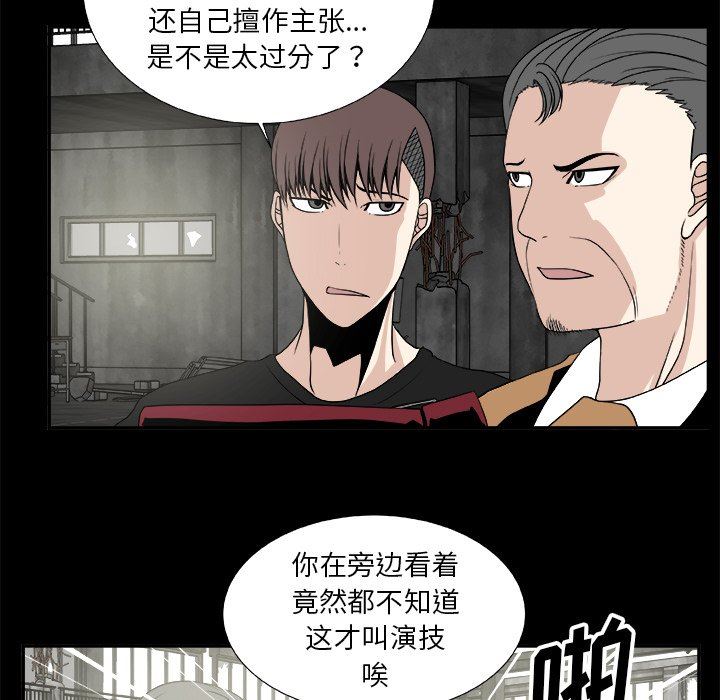 还自己擅作主张...
是不是太过分了？
你在旁边看着
竟然都不知道
这才叫演技
唉
啪